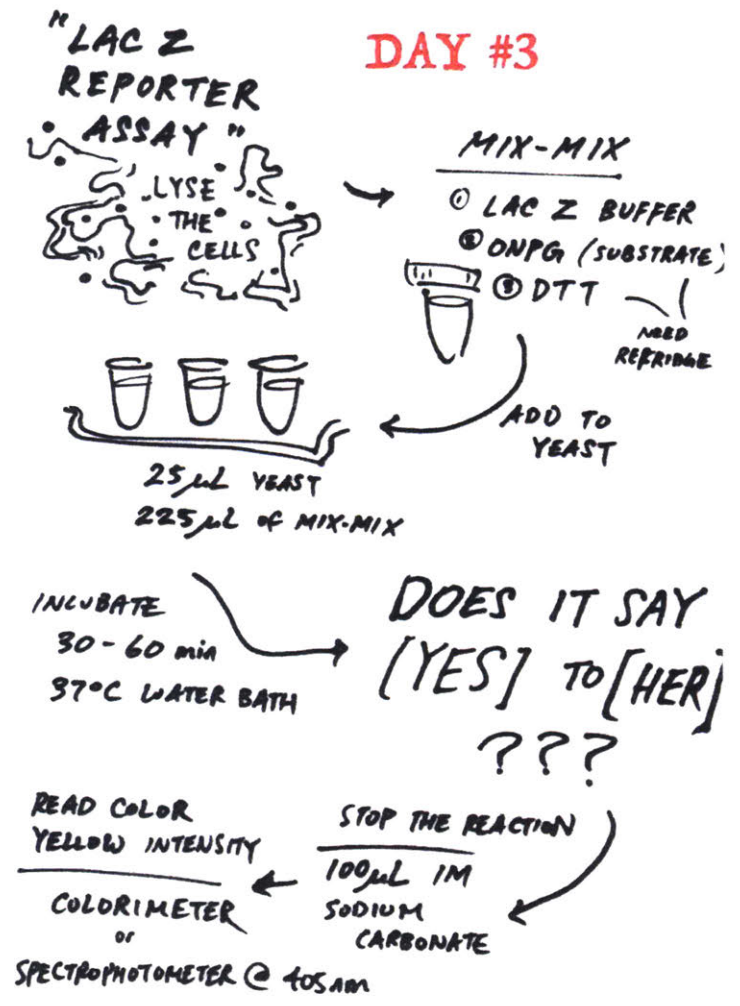 "LAC Z
REPORTER
ASSAY"
DAY #3
LYSE
THE
CELLS
MIX-MIX
① LAC Z BUFFER
② ONPG (SUBSTRATE)
③ DTT
NEED
REFRIDGE
ADD TO
YEAST
25µL YEAST
225µL of MIX-MIX
INCUBATE
30-60 min
37°C WATER BATH
DOES IT SAY
[YES] TO [HER]
???
STOP THE REACTION
100µL 1M
SODIUM
CARBONATE
READ COLOR
YELLOW INTENSITY
COLORIMETER
or
SPECTROPHOTOMETER @ 405nm